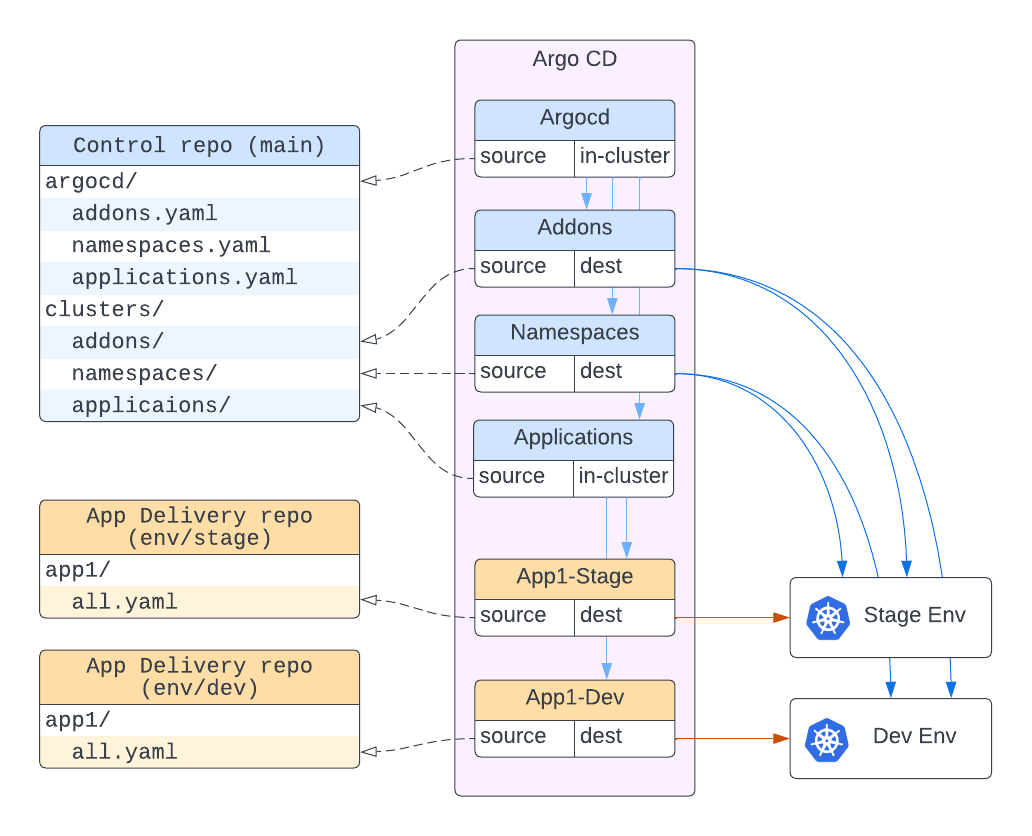 Argo CD
Argocd
source
in-cluster
Control repo (main)
argocd/
addons.yaml
namespaces.yaml
applications.yaml
clusters/
addons/
namespaces/
applicaions/
Addons
source
dest
Namespaces
source
dest
Applications
source
in-cluster
App Delivery repo
(env/stage)
app1/
all.yaml
App1-Stage
source
dest
Stage Env
App Delivery repo
(env/dev)
app1/
all.yaml
App1-Dev
source
dest
Dev Env